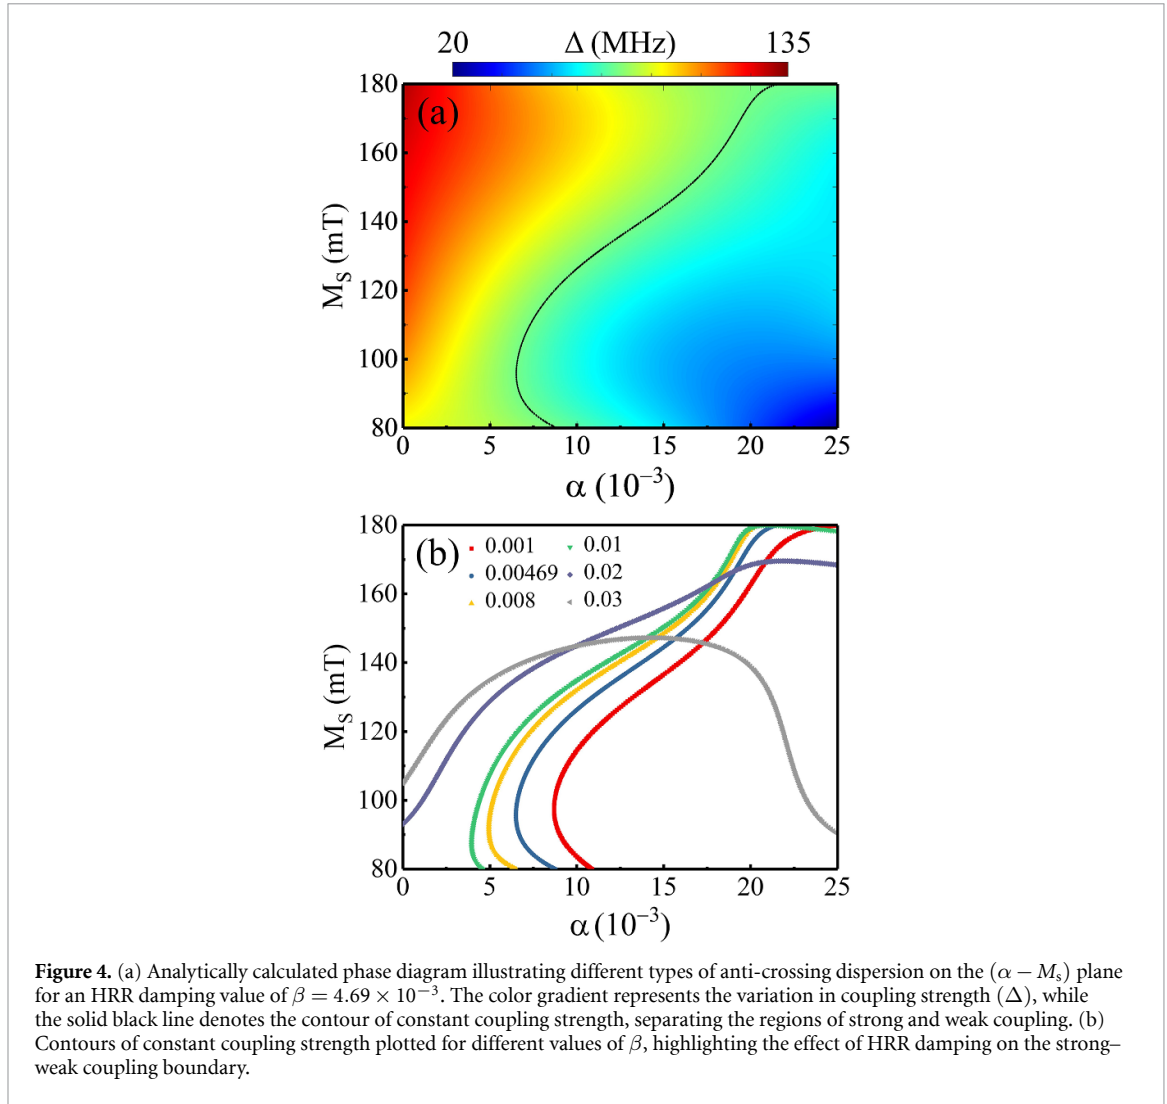 20 Δ (MHz) 135
(a)
180
160
140
120
100
80
M_S (mT)
0 5 10 15 20 25
α (10⁻³)
(b)
0.001 0.01
0.00469 0.02
0.008 0.03
180
160
140
120
100
80
M_S (mT)
0 5 10 15 20 25
α (10⁻³)
Figure 4. (a) Analytically calculated phase diagram illustrating different types of anti-crossing dispersion on the (α − M_s) plane
for an HRR damping value of β = 4.69 × 10⁻³. The color gradient represents the variation in coupling strength (Δ), while
the solid black line denotes the contour of constant coupling strength, separating the regions of strong and weak coupling. (b)
Contours of constant coupling strength plotted for different values of β, highlighting the effect of HRR damping on the strong–
weak coupling boundary.